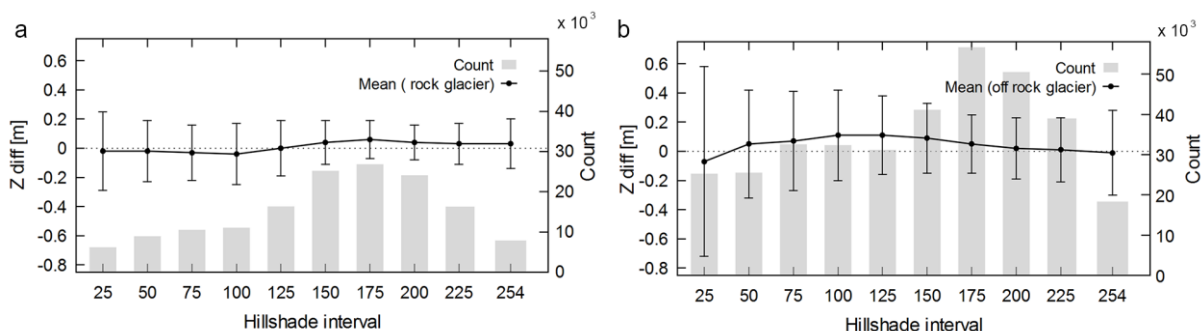 a
x 10³
Z diff [m]
Count
Mean ( rock glacier)
0.6
0.4
0.2
0
-0.2
-0.4
-0.6
-0.8
50
40
30
20
10
0
Count
25 50 75 100 125 150 175 200 225 254
Hillshade interval
b
x 10³
Z diff [m]
Count
Mean (off rock glacier)
0.6
0.4
0.2
0
-0.2
-0.4
-0.6
-0.8
50
40
30
20
10
0
Count
25 50 75 100 125 150 175 200 225 254
Hillshade interval